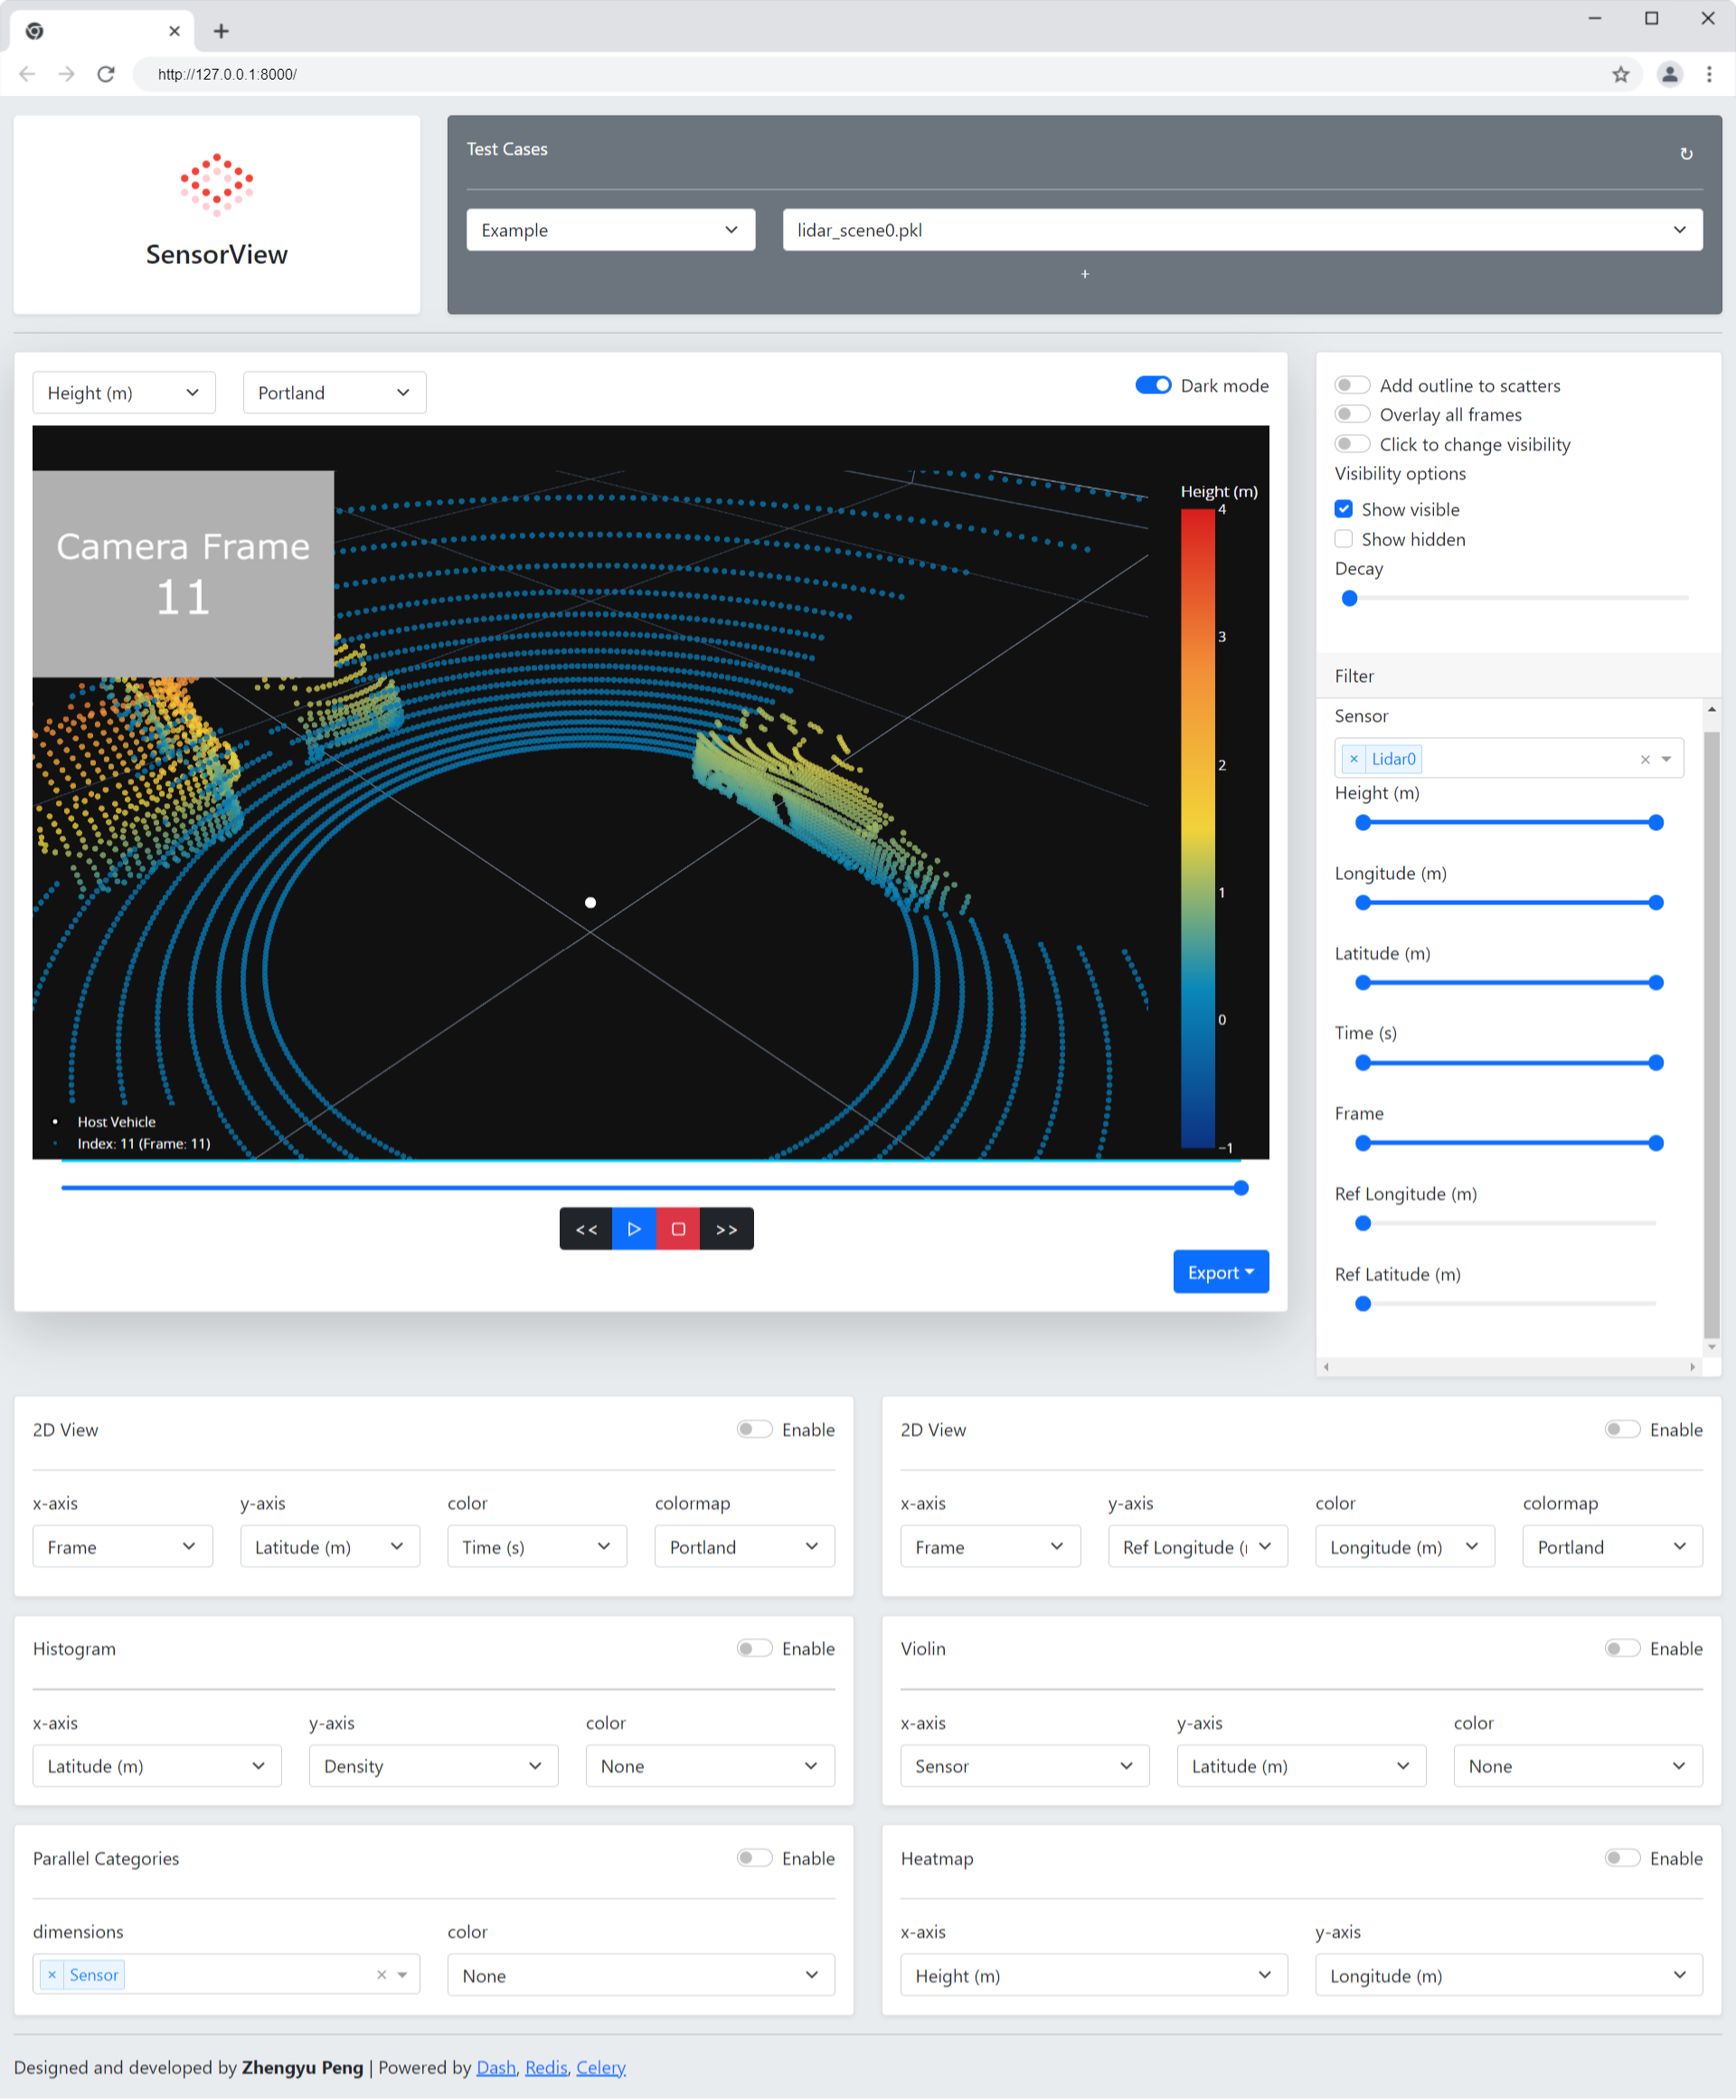 http://127.0.0.1:8000/
SensorView
Test Cases
↻
Example
lidar_scene0.pkl
+
Height (m)
Portland
Dark mode
Camera Frame
11
Height (m)
4
3
2
1
0
−1
Host Vehicle
Index: 11 (Frame: 11)
<<
>>
Export
Add outline to scatters
Overlay all frames
Click to change visibility
Visibility options
Show visible
Show hidden
Decay
Filter
Sensor
× Lidar0
Height (m)
Longitude (m)
Latitude (m)
Time (s)
Frame
Ref Longitude (m)
Ref Latitude (m)
2D View
Enable
x-axis
y-axis
color
colormap
Frame
Latitude (m)
Time (s)
Portland
2D View
Enable
x-axis
y-axis
color
colormap
Frame
Ref Longitude (
Longitude (m)
Portland
Histogram
Enable
x-axis
y-axis
color
Latitude (m)
Density
None
Violin
Enable
x-axis
y-axis
color
Sensor
Latitude (m)
None
Parallel Categories
Enable
dimensions
color
× Sensor
None
Heatmap
Enable
x-axis
y-axis
Height (m)
Longitude (m)
Designed and developed by Zhengyu Peng | Powered by Dash, Redis, Celery